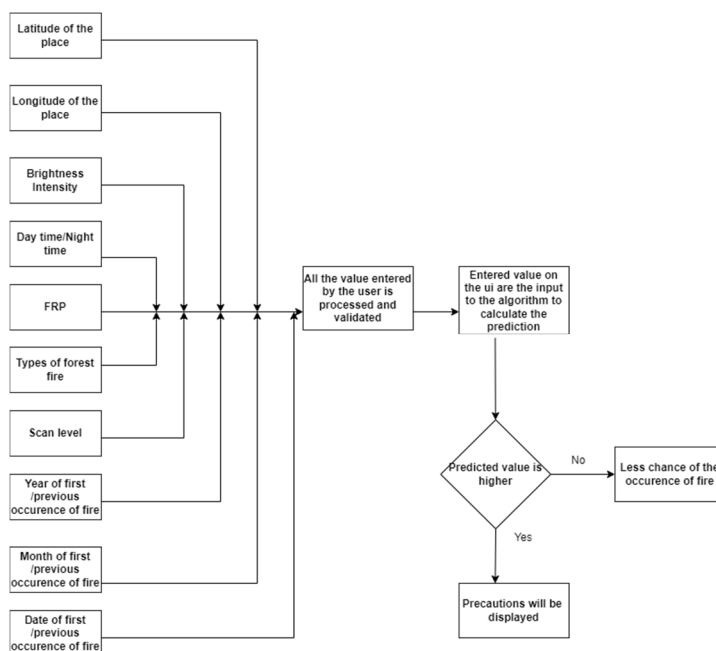 Latitude of the
place
Longitude of the
place
Brightness
Intensity
Day time/Night
time
FRP
Types of forest
fire
Scan level
Year of first
/previous
occurence of fire
Month of first
/previous
occurence of fire
Date of first
/previous
occurence of fire
All the value entered
by the user is
processed and
validated
Entered value on
the ui are the input
to the algorithm to
calculate the
prediction
Predicted value is
higher
No
Less chance of the
occurence of fire
Yes
Precautions will be
displayed